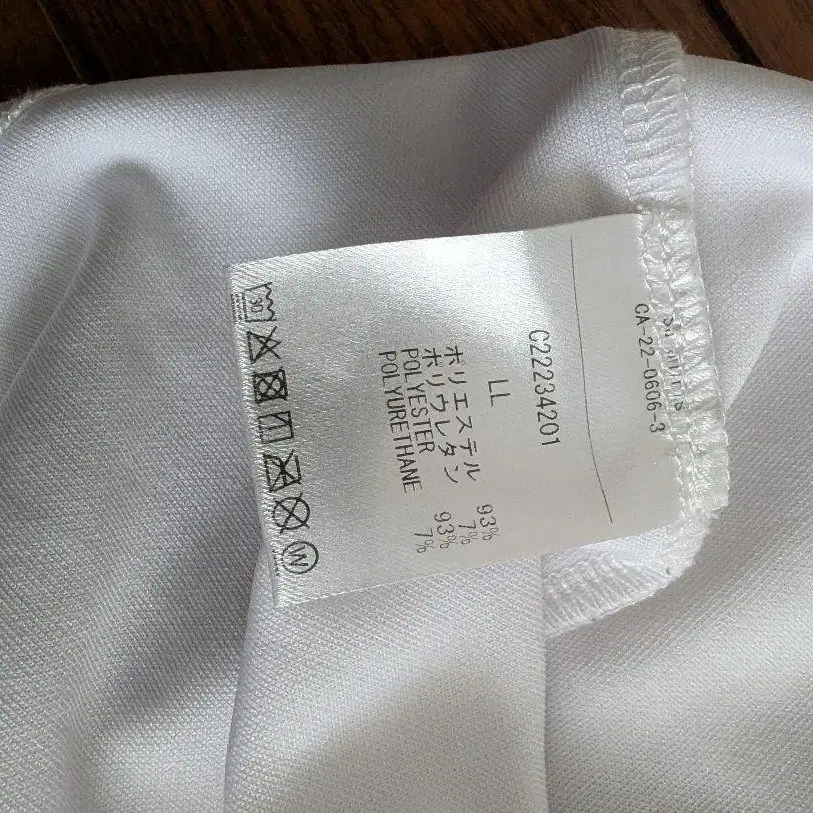 CA-22-0606-3
C22234201
LL
ポリエステル 93%
ポリウレタン 7%
POLYESTER 93%
POLYURETHANE 7%
30
W